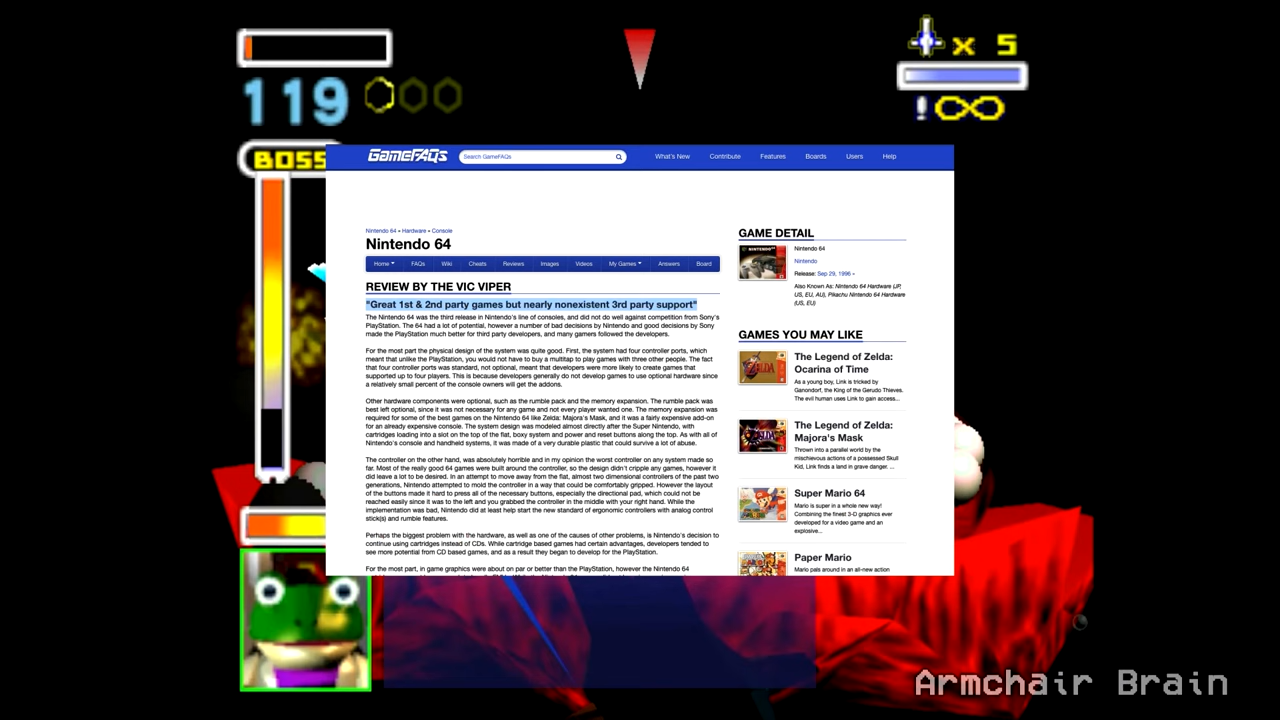 x 5
119
!∞
BOSS
GameFAQs
Search GameFAQs
What's New
Contribute
Features
Boards
Users
Help
Nintendo 64 • Hardware • Console
Nintendo 64
Home
FAQs
Wiki
Cheats
Reviews
Images
Videos
My Games
Answers
Board
REVIEW BY THE VIC VIPER
"Great 1st & 2nd party games but nearly nonexistent 3rd party support"
The Nintendo 64 was the third release in Nintendo's line of consoles, and did not do well against competition from Sony's
PlayStation. The 64 had a lot of potential, however a number of bad decisions by Nintendo and good decisions by Sony
made the PlayStation much better for third party developers, and many gamers followed the developers.
For the most part the physical design of the system was quite good. First, the system had four controller ports, which
meant that unlike the PlayStation, you would not have to buy a multitap to play games with three other people. The fact
that four controller ports was standard, not optional, meant that developers were more likely to create games that
supported up to four players. This is because developers generally do not develop games to use optional hardware since
a relatively small percent of the console owners will get the addons.
Other hardware components were optional, such as the rumble pack and the memory expansion. The rumble pack was
best left optional, since it was not necessary for any game and not every player wanted one. The memory expansion was
required for some of the best games on the Nintendo 64 like Zelda: Majora's Mask, and it was a fairly expensive add-on
for an already expensive console. The system design was modeled almost directly after the Super Nintendo, with
cartridges loading into a slot on the top of the flat, boxy system and power and reset buttons along the top. As with all of
Nintendo's console and handheld systems, it was made of a very durable plastic that could survive a lot of abuse.
The controller on the other hand, was absolutely horrible and in my opinion the worst controller on any system made so
far. Most of the really good 64 games were built around the controller, so the design didn't cripple any games, however it
did leave a lot to be desired. In an attempt to move away from the flat, almost two dimensional controllers of the past two
generations, Nintendo attempted to mold the controller in a way that could be comfortably gripped. However the layout
of the buttons made it hard to press all of the necessary buttons, especially the directional pad, which could not be
reached easily since it was to the left and you grabbed the controller in the middle with your right hand. While the
implementation was bad, Nintendo did at least help start the new standard of ergonomic controllers with analog control
stick(s) and rumble features.
Perhaps the biggest problem with the hardware, as well as one of the causes of other problems, is Nintendo's decision to
continue using cartridges instead of CDs. While cartridge based games had certain advantages, developers tended to
see more potential from CD based games, and as a result they began to develop for the PlayStation.
For the most part, in game graphics were about on par or better than the PlayStation, however the Nintendo 64
GAME DETAIL
Nintendo 64
Nintendo
Release: Sep 29, 1996 »
Also Known As: Nintendo 64 Hardware (JP,
US, EU, AU), Pikachu Nintendo 64 Hardware
(US, EU)
GAMES YOU MAY LIKE
The Legend of Zelda:
Ocarina of Time
As a young boy, Link is tricked by
Ganondorf, the King of the Gerudo Thieves.
The evil human uses Link to gain access...
The Legend of Zelda:
Majora's Mask
Thrown into a parallel world by the
mischievous actions of a possessed Skull
Kid, Link finds a land in grave danger. ...
Super Mario 64
Mario is super in a whole new way!
Combining the finest 3-D graphics ever
developed for a video game and an
explosive...
Paper Mario
Mario pals around in an all-new action
Armchair Brain